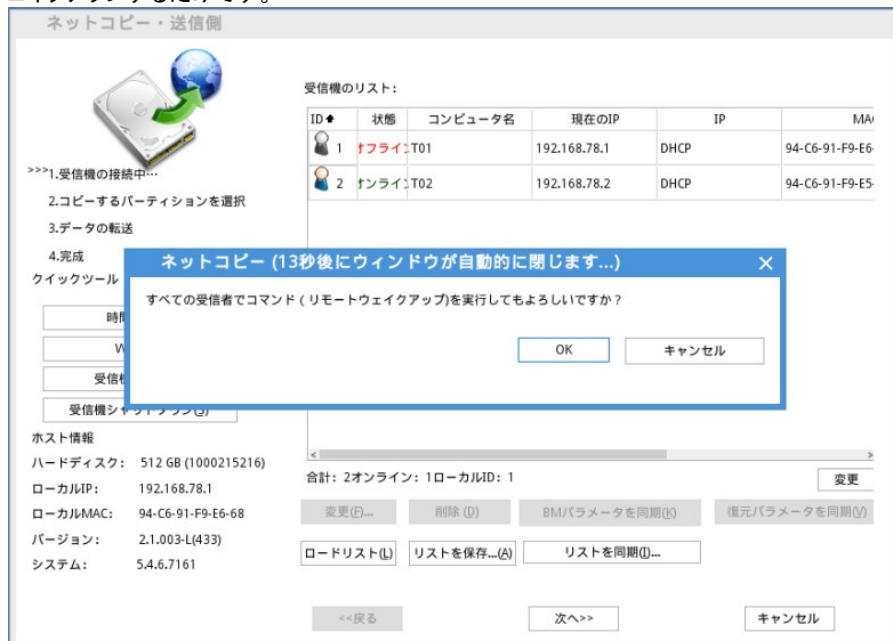 ネットコピー・送信側
受信機のリスト:
ID 状態 コンピュータ名 現在のIP IP
1 T01 192.168.78.1 DHCP 94-C6-91-F9-E6-
2 T02 192.168.78.2 DHCP 94-C6-91-F9-E5-
>>>1.受信機の接続中…
2.コピーするパーティションを選択
3.データの転送
4.完成
クイックツール
ネットコピー (13秒後にウィンドウが自動的に閉じます...)
すべての受信者でコマンド ( リモートウェイクアップ)を実行してもよろしいですか?
OK キャンセル
ホスト情報
ハードディスク: 512 GB (1000215216)
ローカルIP: 192.168.78.1
ローカルMAC: 94-C6-91-F9-E6-68
バージョン: 2.1.003-L(433)
システム: 5.4.6.7161
合計: 2オンライン: 1ローカルID: 1
変更
変更(F)... 削除 (D) BMパラメータを同期(K) 復元パラメータを同期(V)
ロードリスト(L) リストを保存...(A) リストを同期(I)...
<<戻る 次へ>> キャンセル